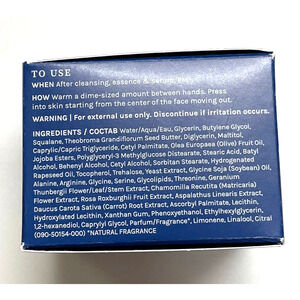 TO USE
WHEN After cleansing, essence & serum, PM.
HOW Warm a dime-sized amount between hands. Press
into skin starting from the center of the face moving out.
WARNING | For external use only. Discontinue if irritation occurs.
INGREDIENTS / СОСТАВ Water/Aqua/Eau, Glycerin, Butylene Glycol,
Squalane, Theobroma Grandiflorum Seed Butter, Diglycerin, Maltitol,
Caprylic/Capric Triglyceride, Cetyl Palmitate, Olea Europaea (Olive) Fruit Oil,
Jojoba Esters, Polyglyceryl-3 Methylglucose Distearate, Stearic Acid, Batyl
Alcohol, Behenyl Alcohol, Cetyl Alcohol, Sorbitan Stearate, Hydrogenated
Rapeseed Oil, Tocopherol, Trehalose, Yeast Extract, Glycine Soja (Soybean) Oil,
Alanine, Arginine, Glycine, Serine, Glycolipids, Threonine, Geranium
Thunbergii Flower/Leaf/Stem Extract, Chamomilla Recutita (Matricaria)
Flower Extract, Rosa Roxburghii Fruit Extract, Aspalathus Linearis Extract,
Daucus Carota Sativa (Carrot) Root Extract, Ascorbyl Palmitate, Lecithin,
Hydroxylated Lecithin, Xanthan Gum, Phenoxyethanol, Ethylhexylglycerin,
1,2-hexanediol, Caprylyl Glycol, Parfum/Fragrance*, Limonene, Linalool, Citral
(090-50154-000) *NATURAL FRAGRANCE